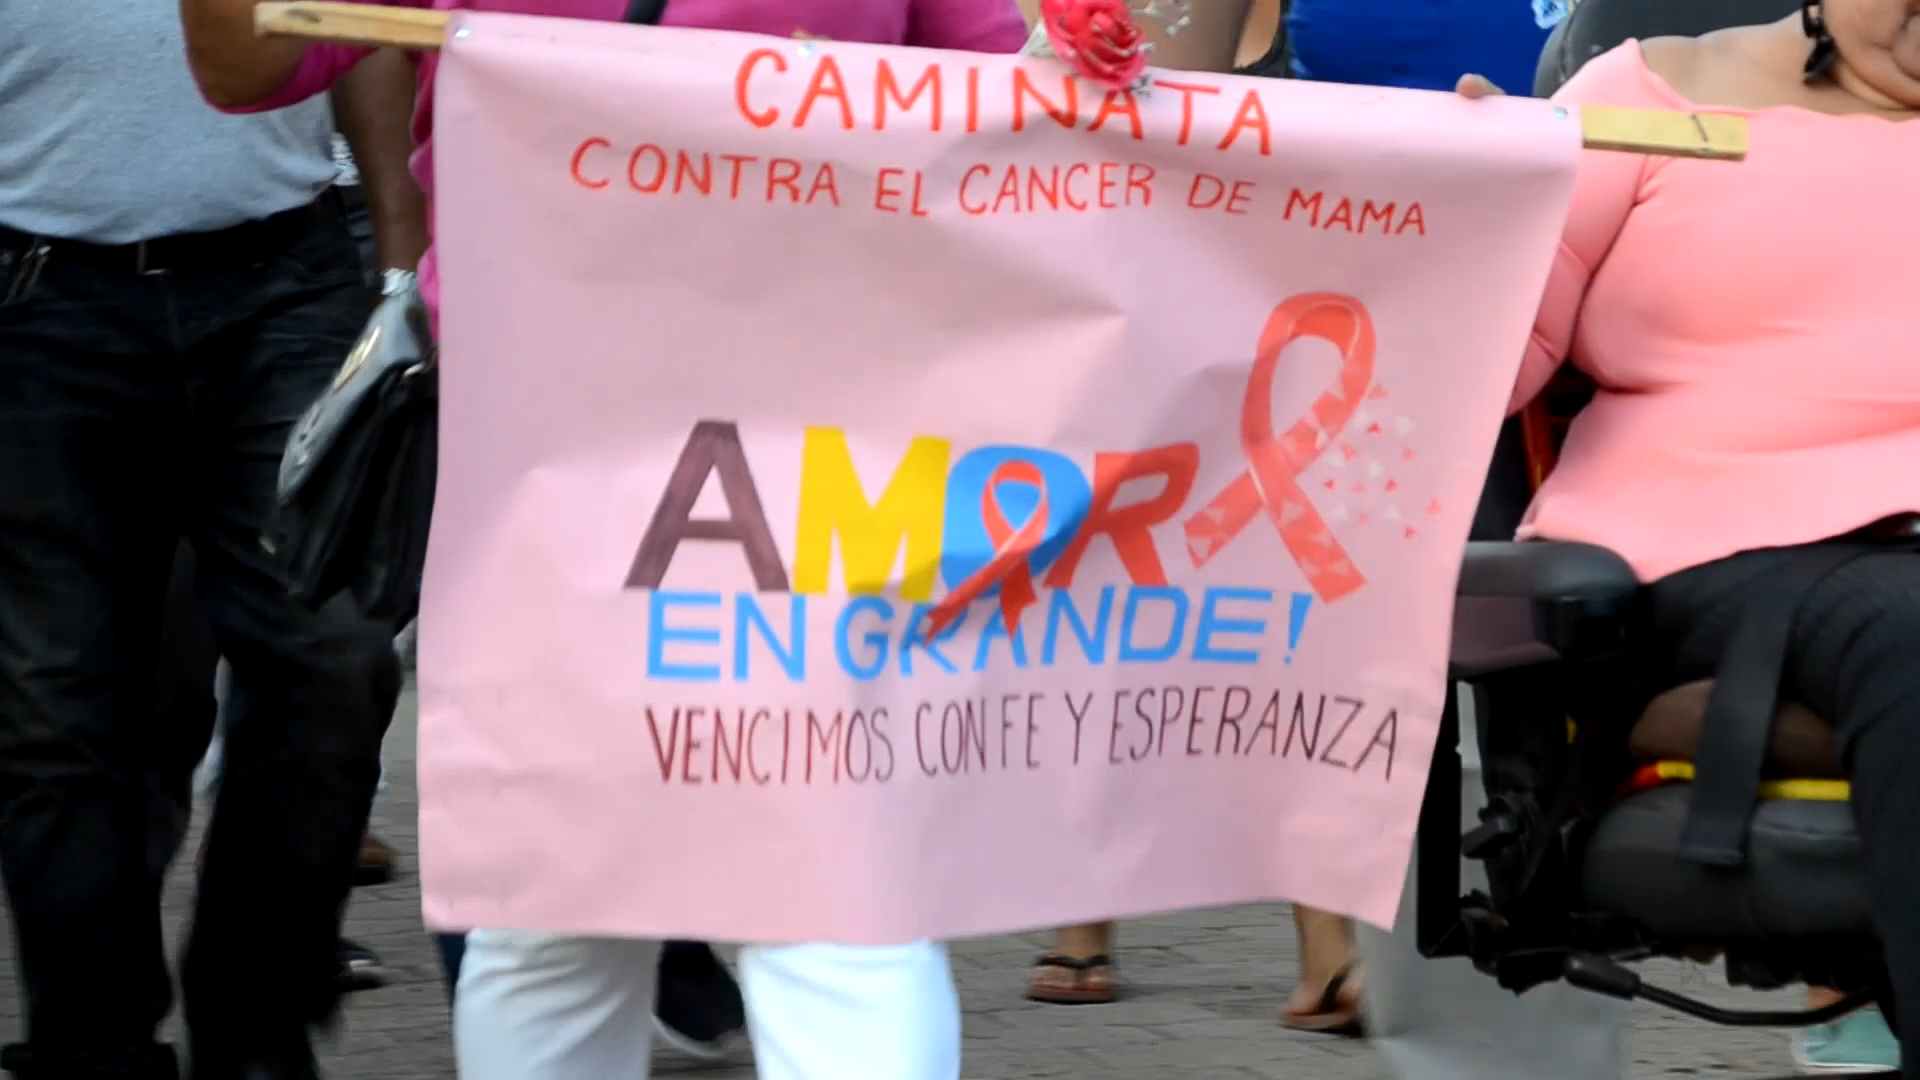 CAMINATA
CONTRA EL CANCER DE MAMA
AMOR
EN GRANDE!
VENCIMOS CON FE Y ESPERANZA